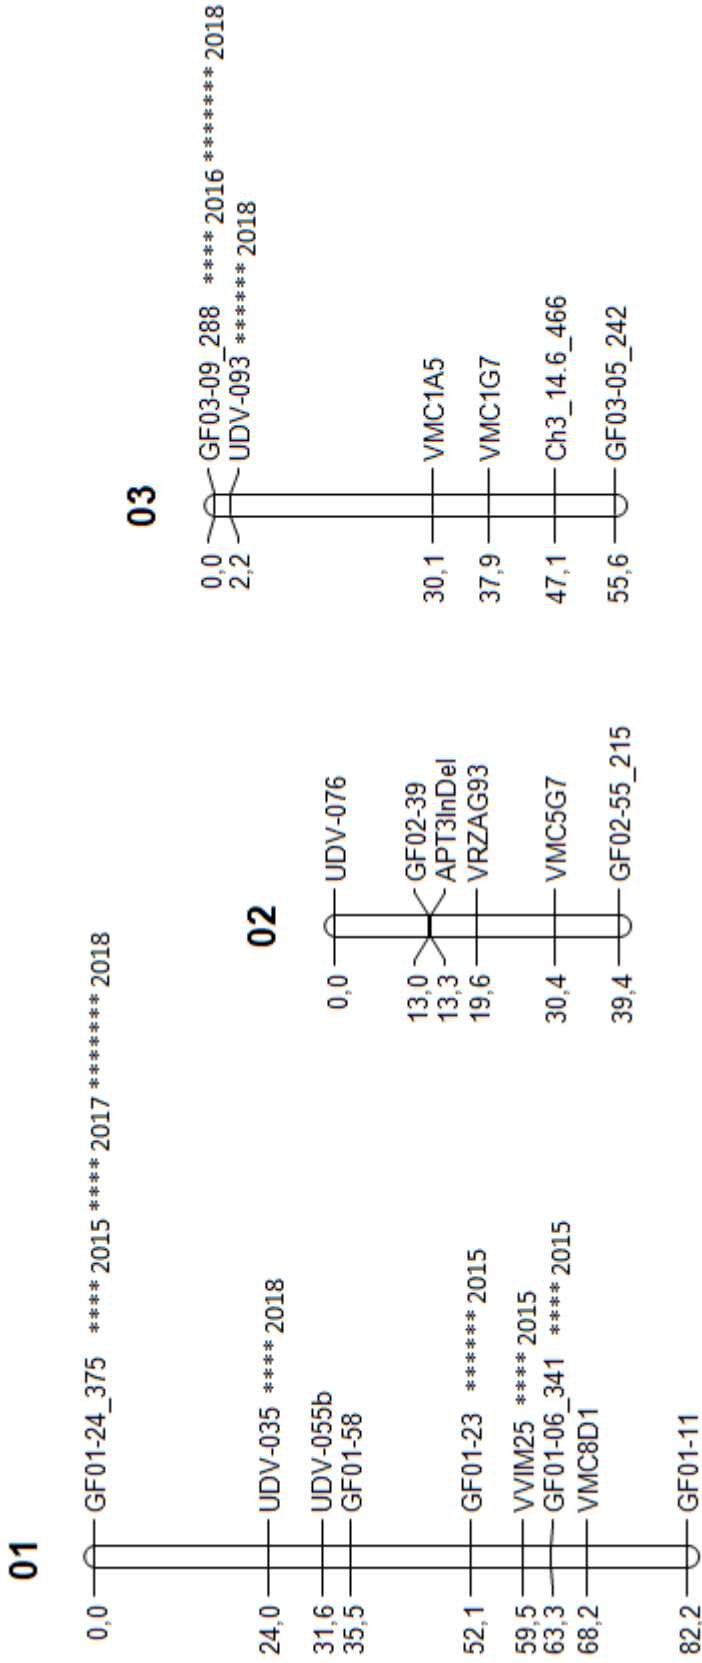 01
0,0 GF01-24_375 **** 2015 **** 2017 ******** 2018
24,0 UDV-035 **** 2018
31,6 UDV-055b
35,5 GF01-58
52,1 GF01-23 ****** 2015
59,5 VVIM25 **** 2015
63,3 GF01-06_341 **** 2015
68,2 VMC8D1
82,2 GF01-11
02
0,0 UDV-076
13,0 GF02-39
13,3 APT3InDel
19,6 VRZAG93
30,4 VMC5G7
39,4 GF02-55_215
03
0,0 GF03-09_288 **** 2016 ******** 2018
2,2 UDV-093 ******* 2018
30,1 VMC1A5
37,9 VMC1G7
47,1 Ch3_14.6_466
55,6 GF03-05_242